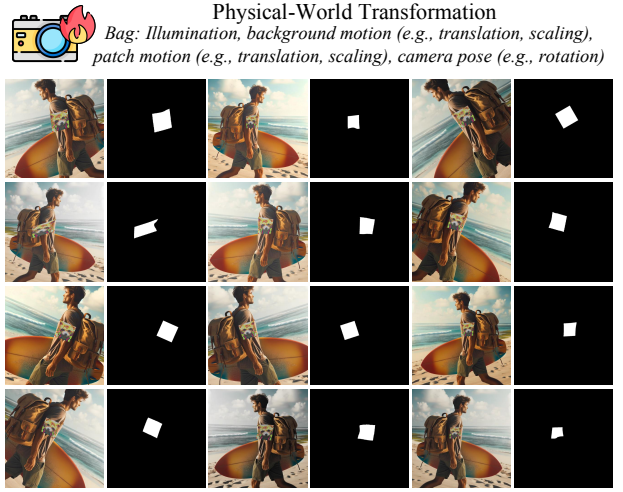 Physical-World Transformation
Bag: Illumination, background motion (e.g., translation, scaling),
patch motion (e.g., translation, scaling), camera pose (e.g., rotation)